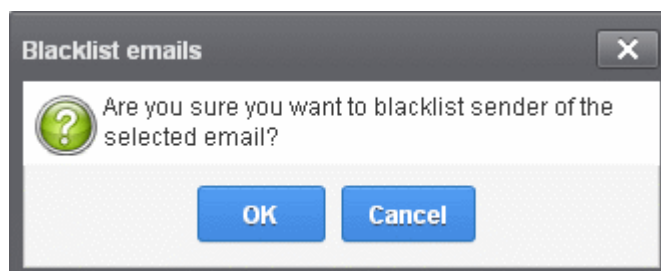 Blacklist emails
Are you sure you want to blacklist sender of the
selected email?
OK
Cancel